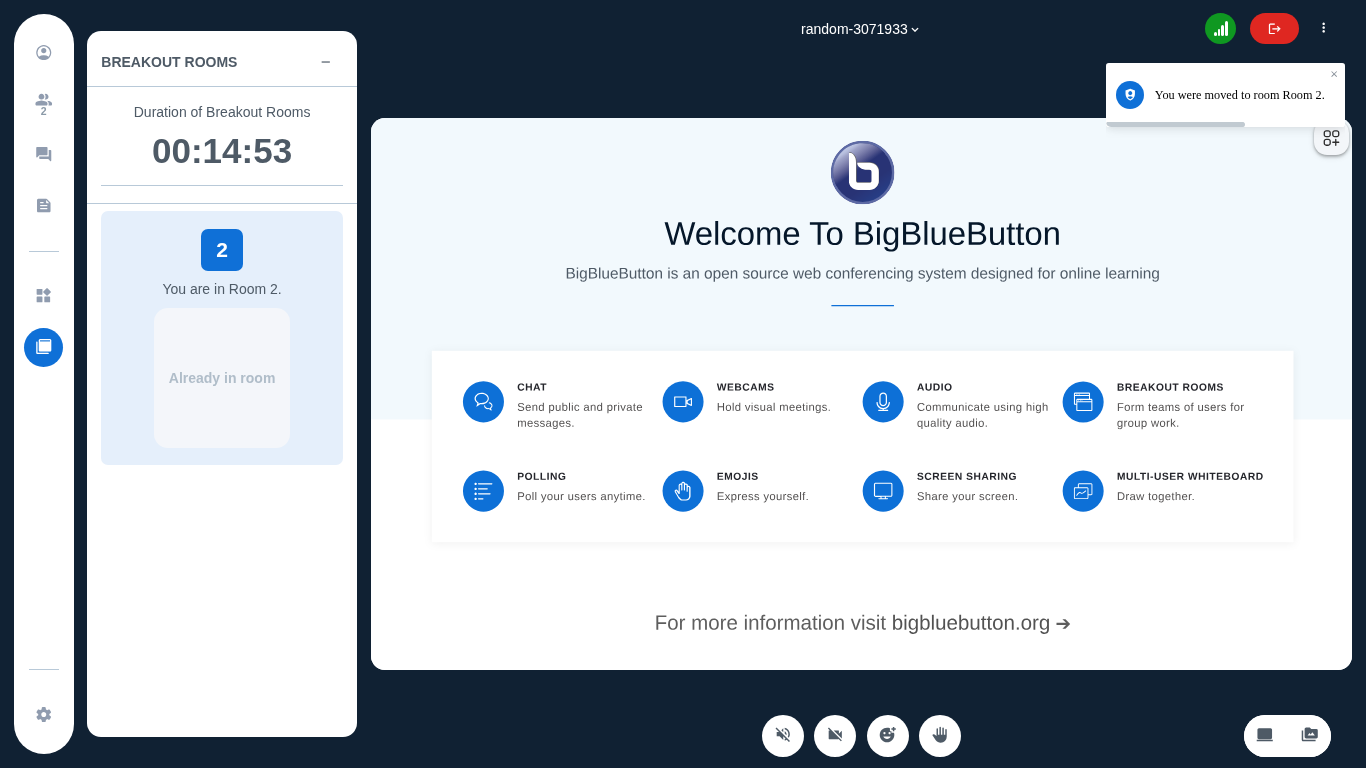 random-3071933
2
BREAKOUT ROOMS
Duration of Breakout Rooms
00:14:53
2
You are in Room 2.
Already in room
You were moved to room Room 2.
Welcome To BigBlueButton
BigBlueButton is an open source web conferencing system designed for online learning
CHAT
Send public and private
messages.
WEBCAMS
Hold visual meetings.
AUDIO
Communicate using high
quality audio.
BREAKOUT ROOMS
Form teams of users for
group work.
POLLING
Poll your users anytime.
EMOJIS
Express yourself.
SCREEN SHARING
Share your screen.
MULTI-USER WHITEBOARD
Draw together.
For more information visit bigbluebutton.org ➔